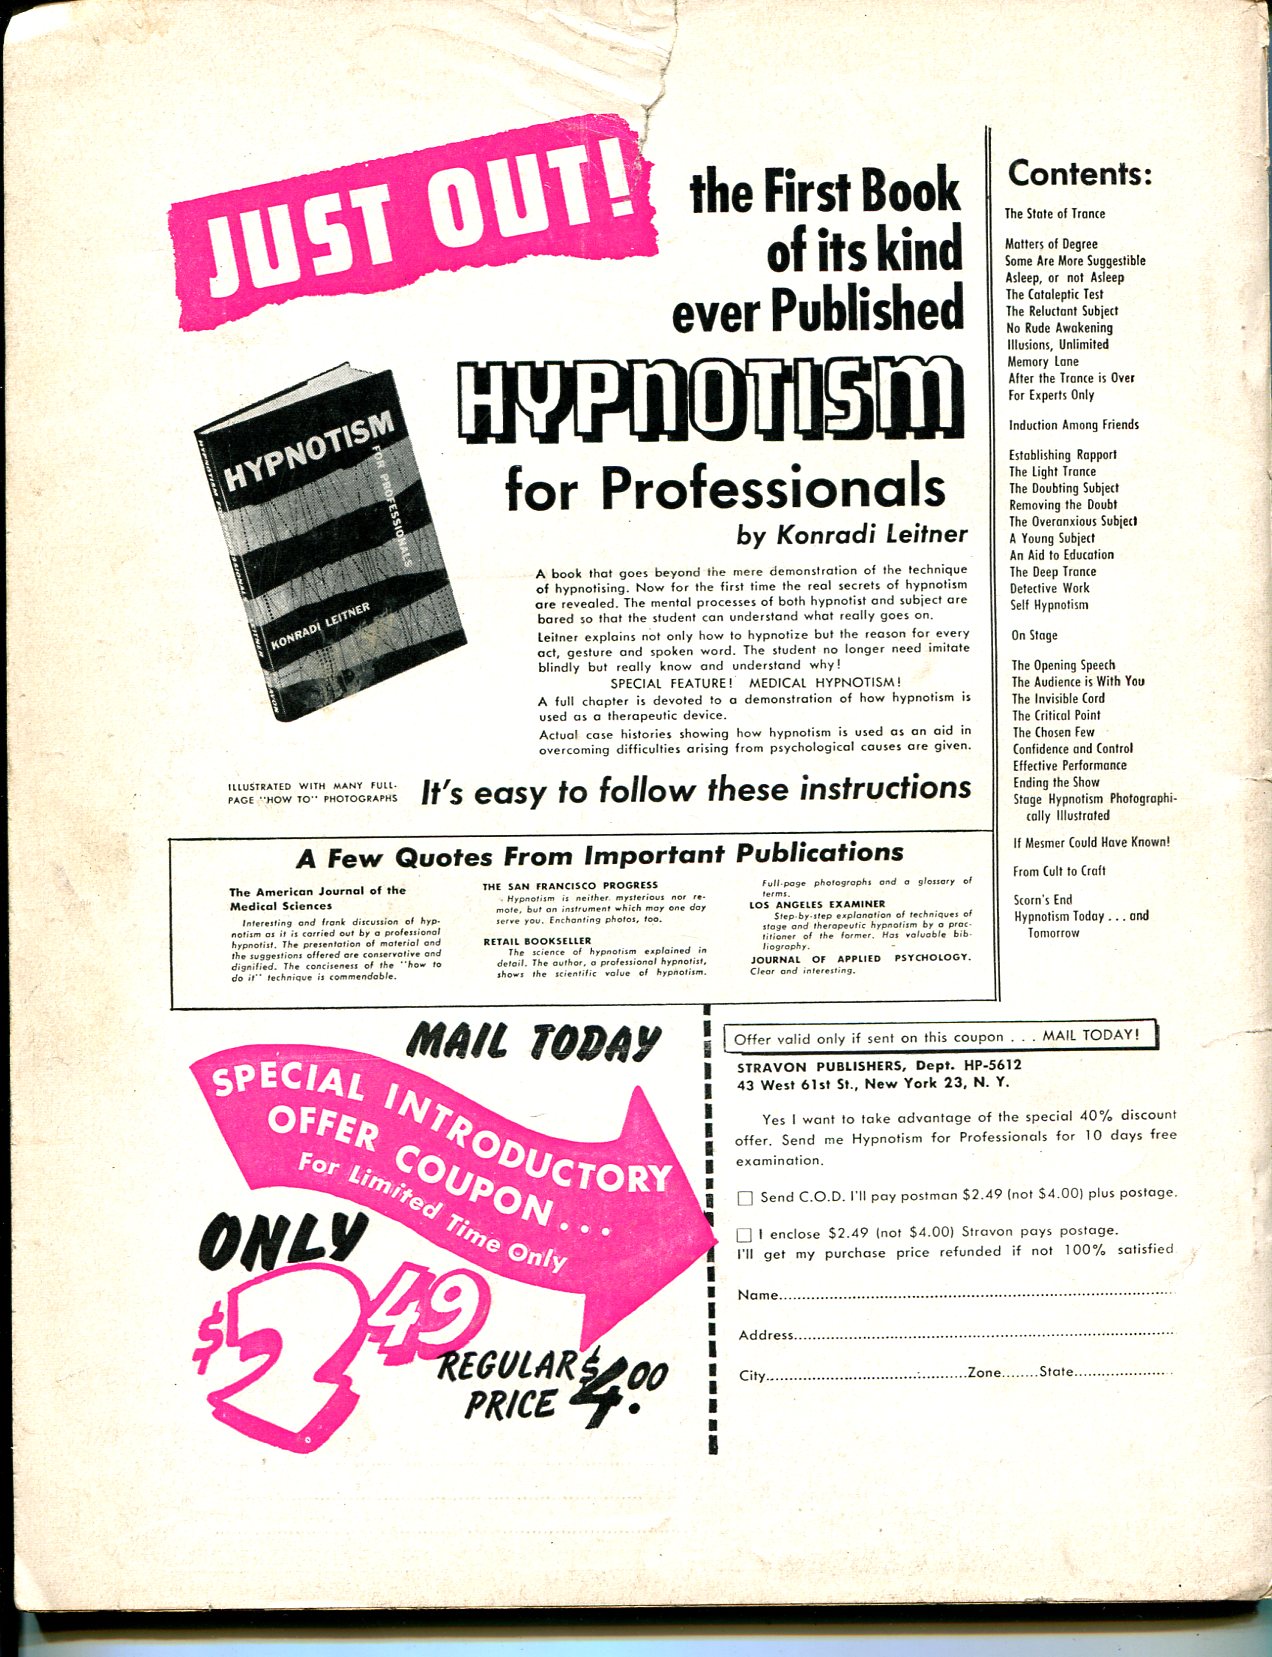 JUST OUT!
the First Book
of its kind
ever Published
HYPNOTISM
for Professionals
by Konradi Leitner
HYPNOTISM
FOR PROFESSIONALS
KONRADI LEITNER
A book that goes beyond the mere demonstration of the technique
of hypnotising. Now for the first time the real secrets of hypnotism
are revealed. The mental processes of both hypnotist and subject are
bared so that the student can understand what really goes on.
Leitner explains not only how to hypnotize but the reason for every
act, gesture and spoken word. The student no longer need imitate
blindly but really know and understand why!
SPECIAL FEATURE! MEDICAL HYPNOTISM!
A full chapter is devoted to a demonstration of how hypnotism is
used as a therapeutic device.
Actual case histories showing how hypnotism is used as an aid in
overcoming difficulties arising from psychological causes are given.
ILLUSTRATED WITH MANY FULL-
PAGE "HOW TO" PHOTOGRAPHS
It's easy to follow these instructions
Contents:
The State of Trance
Matters of Degree
Some Are More Suggestible
Asleep, or not Asleep
The Cataleptic Test
The Reluctant Subject
No Rude Awakening
Illusions, Unlimited
Memory Lane
After the Trance is Over
For Experts Only
Induction Among Friends
Establishing Rapport
The Light Trance
The Doubting Subject
Removing the Doubt
The Overanxious Subject
A Young Subject
An Aid to Education
The Deep Trance
Detective Work
Self Hypnotism
On Stage
The Opening Speech
The Audience is With You
The Invisible Cord
The Critical Point
The Chosen Few
Confidence and Control
Effective Performance
Ending the Show
Stage Hypnotism Photographi-
cally Illustrated
If Mesmer Could Have Known!
From Cult to Craft
Scorn's End
Hypnotism Today . . . and
Tomorrow
A Few Quotes From Important Publications
The American Journal of the
Medical Sciences
Interesting and frank discussion of hyp-
notism as it is carried out by a professional
hypnotist. The presentation of material and
the suggestions offered are conservative and
dignified. The conciseness of the "how to
do it" technique is commendable.
THE SAN FRANCISCO PROGRESS
Hypnotism is neither mysterious nor re-
mote, but an instrument which may one day
serve you. Enchanting photos, too.
RETAIL BOOKSELLER
The science of hypnotism explained in
detail. The author, a professional hypnotist,
shows the scientific value of hypnotism.
Full-page photographs and a glossary of
terms.
LOS ANGELES EXAMINER
Step-by-step explanation of techniques of
stage and therapeutic hypnotism by a prac-
titioner of the former. Has valuable bib-
liography.
JOURNAL OF APPLIED PSYCHOLOGY.
Clear and interesting.
MAIL TODAY
SPECIAL INTRODUCTORY
OFFER COUPON . . .
For Limited Time Only
ONLY
$2.49
REGULAR $4.00
PRICE
Offer valid only if sent on this coupon . . . MAIL TODAY!
STRAVON PUBLISHERS, Dept. HP-5612
43 West 61st St., New York 23, N. Y.
Yes I want to take advantage of the special 40% discount
offer. Send me Hypnotism for Professionals for 10 days free
examination.
Send C.O.D. I'll pay postman $2.49 (not $4.00) plus postage.
I enclose $2.49 (not $4.00) Stravon pays postage.
I'll get my purchase price refunded if not 100% satisfied
Name
Address
City Zone State